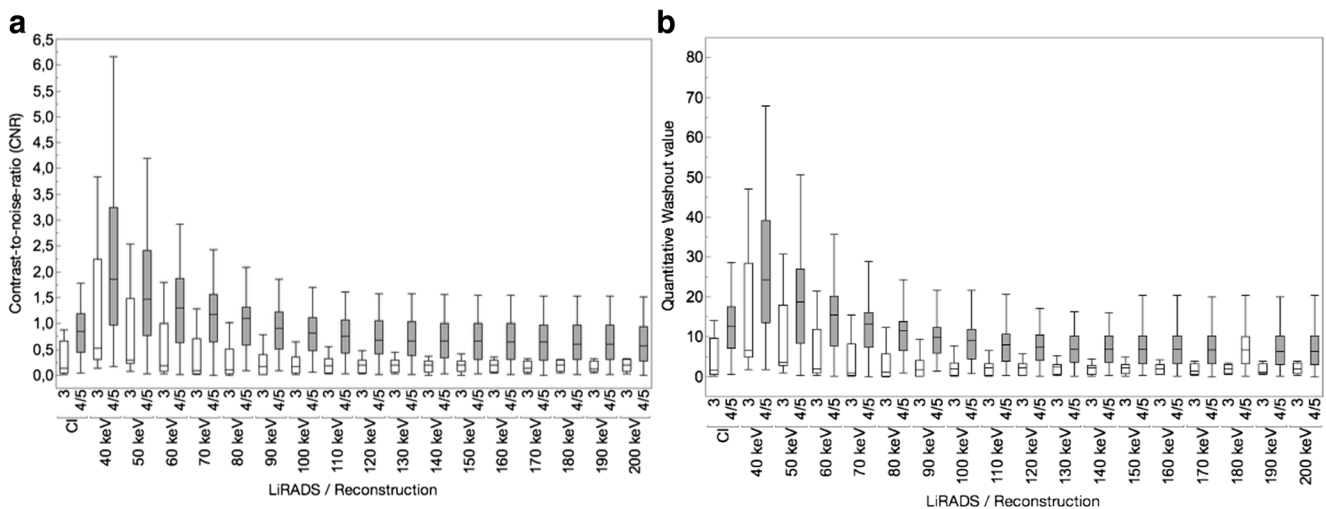 a
Contrast-to-noise-ratio (CNR)
6,5
6,0
5,5
5,0
4,5
4,0
3,5
3,0
2,5
2,0
1,5
1,0
0,5
0,0
3 4/5 3 4/5 3 4/5 3 4/5 3 4/5 3 4/5 3 4/5 3 4/5 3 4/5 3 4/5 3 4/5 3 4/5 3 4/5 3 4/5 3 4/5 3 4/5 3 4/5 3 4/5
CI 40 keV 50 keV 60 keV 70 keV 80 keV 90 keV 100 keV 110 keV 120 keV 130 keV 140 keV 150 keV 160 keV 170 keV 180 keV 190 keV 200 keV
LiRADS / Reconstruction
b
Quantitative Washout value
80
70
60
50
40
30
20
10
0
3 4/5 3 4/5 3 4/5 3 4/5 3 4/5 3 4/5 3 4/5 3 4/5 3 4/5 3 4/5 3 4/5 3 4/5 3 4/5 3 4/5 3 4/5 3 4/5 3 4/5 3 4/5
CI 40 keV 50 keV 60 keV 70 keV 80 keV 90 keV 100 keV 110 keV 120 keV 130 keV 140 keV 150 keV 160 keV 170 keV 180 keV 190 keV 200 keV
LiRADS / Reconstruction